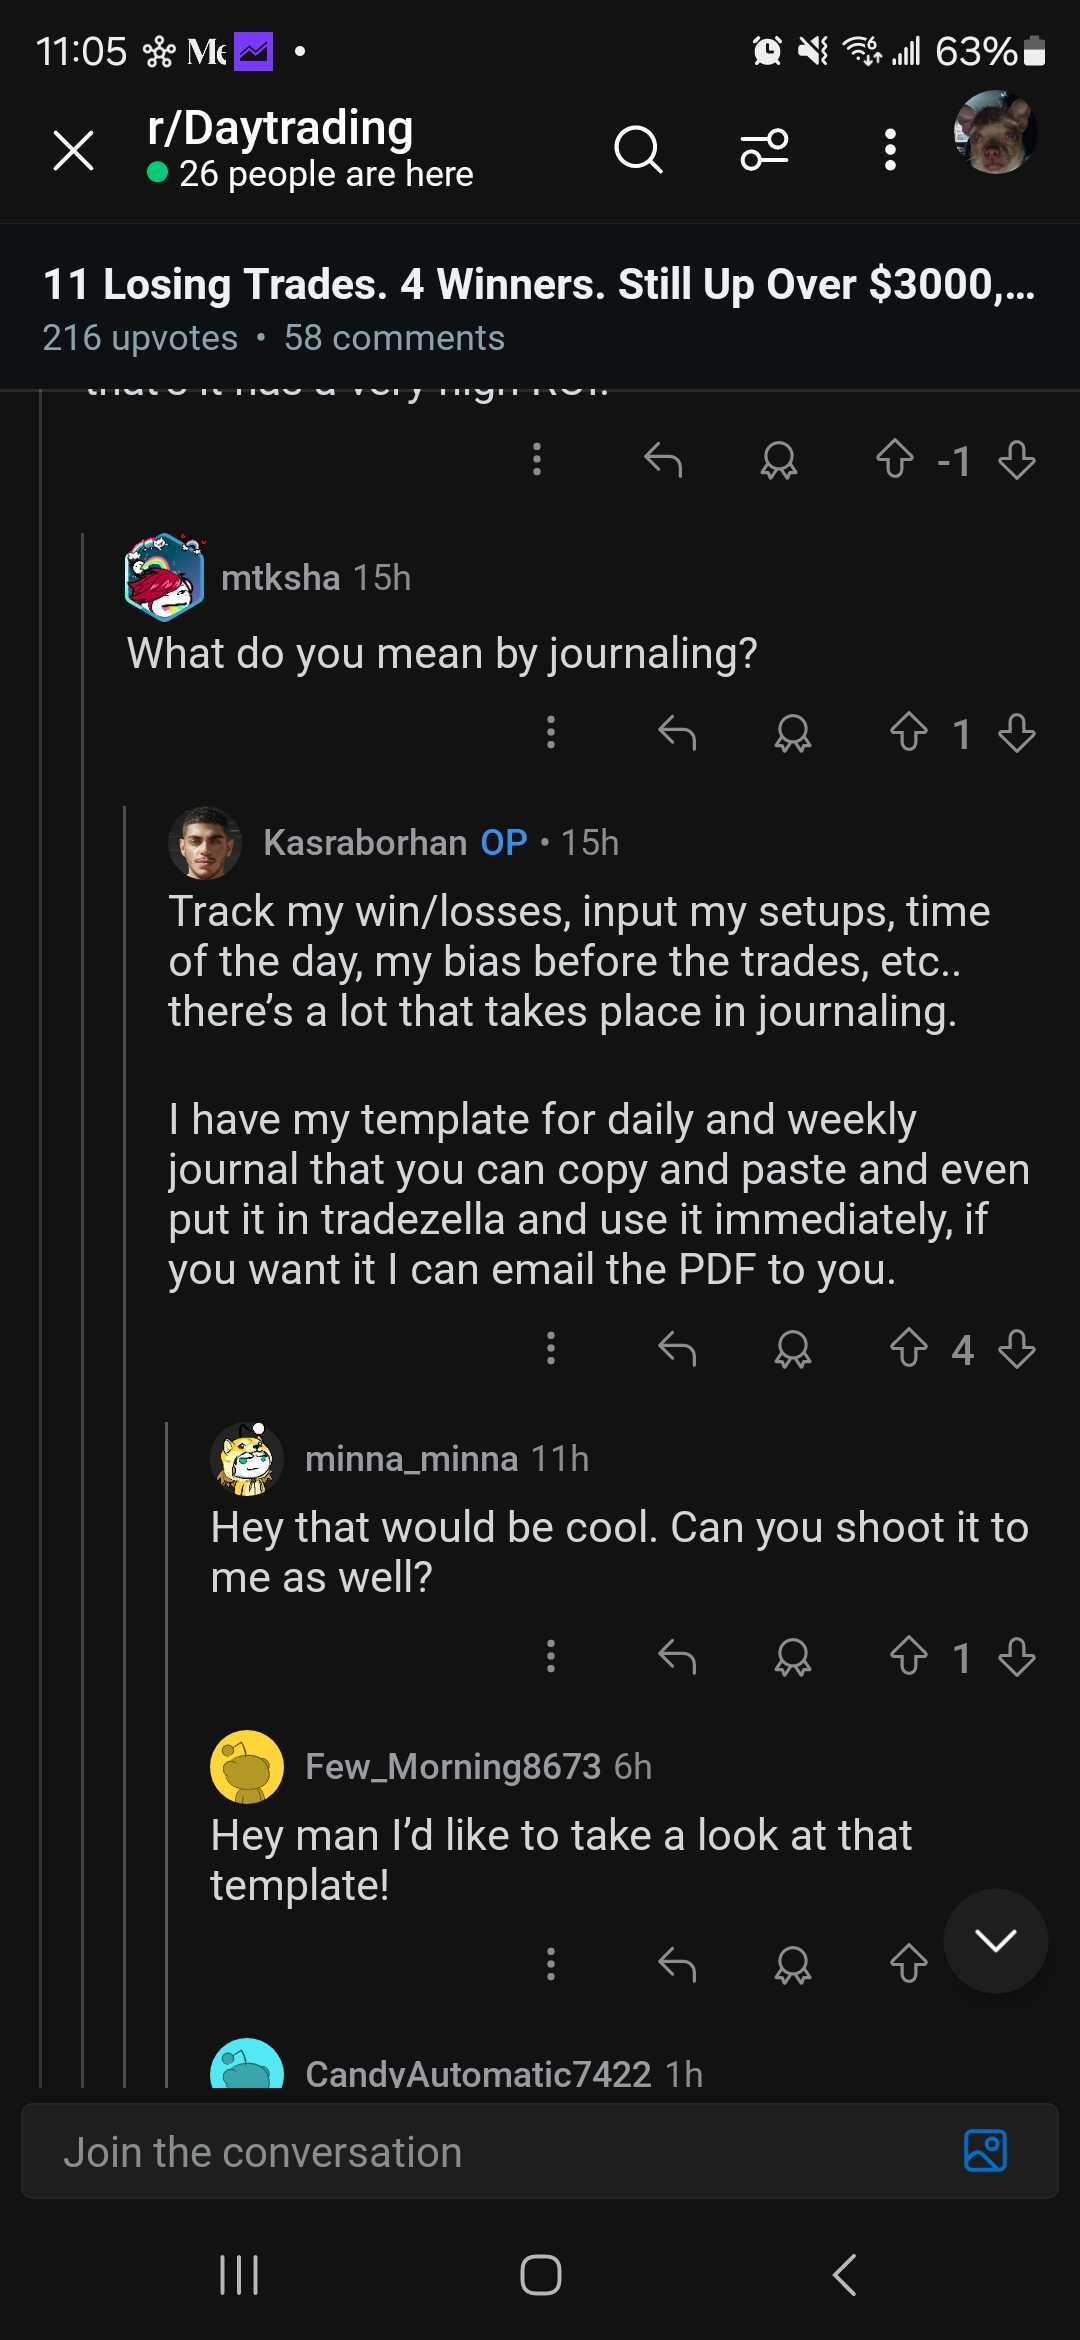 11:05
63%
r/Daytrading
26 people are here
11 Losing Trades. 4 Winners. Still Up Over $3000,...
216 upvotes • 58 comments
that's it has a very high ROI.
-1
mtksha 15h
What do you mean by journaling?
1
Kasraborhan OP • 15h
Track my win/losses, input my setups, time
of the day, my bias before the trades, etc..
there's a lot that takes place in journaling.
I have my template for daily and weekly
journal that you can copy and paste and even
put it in tradezella and use it immediately, if
you want it I can email the PDF to you.
4
minna_minna 11h
Hey that would be cool. Can you shoot it to
me as well?
1
Few_Morning8673 6h
Hey man I'd like to take a look at that
template!
CandyAutomatic7422 1h
Join the conversation